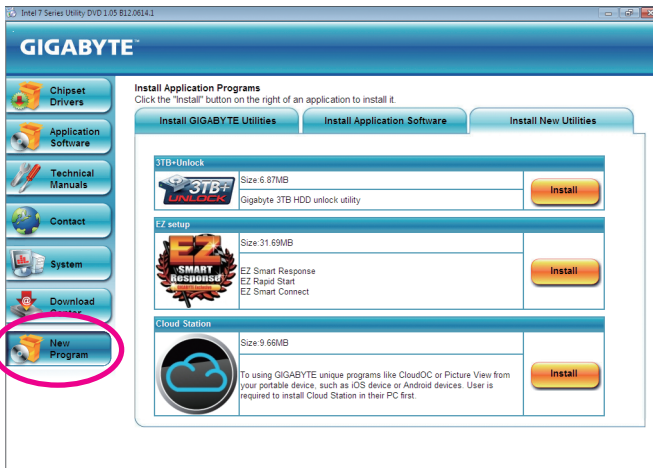 Intel 7 Series Utility DVD 1.05 B12.0614.1
GIGABYTE™
Chipset
Drivers
Application
Software
Technical
Manuals
Contact
System
Download
Center
New
Program
Install Application Programs
Click the "Install" button on the right of an application to install it.
Install GIGABYTE Utilities
Install Application Software
Install New Utilities
3TB+Unlock
3TB+
UNLOCK
Size:6.87MB
Gigabyte 3TB HDD unlock utility
Install
EZ setup
EZ
SMART
Response
Size:31.69MB
EZ Smart Response
EZ Rapid Start
EZ Smart Connect
Install
Cloud Station
Size:9.66MB
To using GIGABYTE unique programs like CloudOC or Picture View from
your portable device, such as iOS device or Android devices. User is
required to install Cloud Station in their PC first.
Install